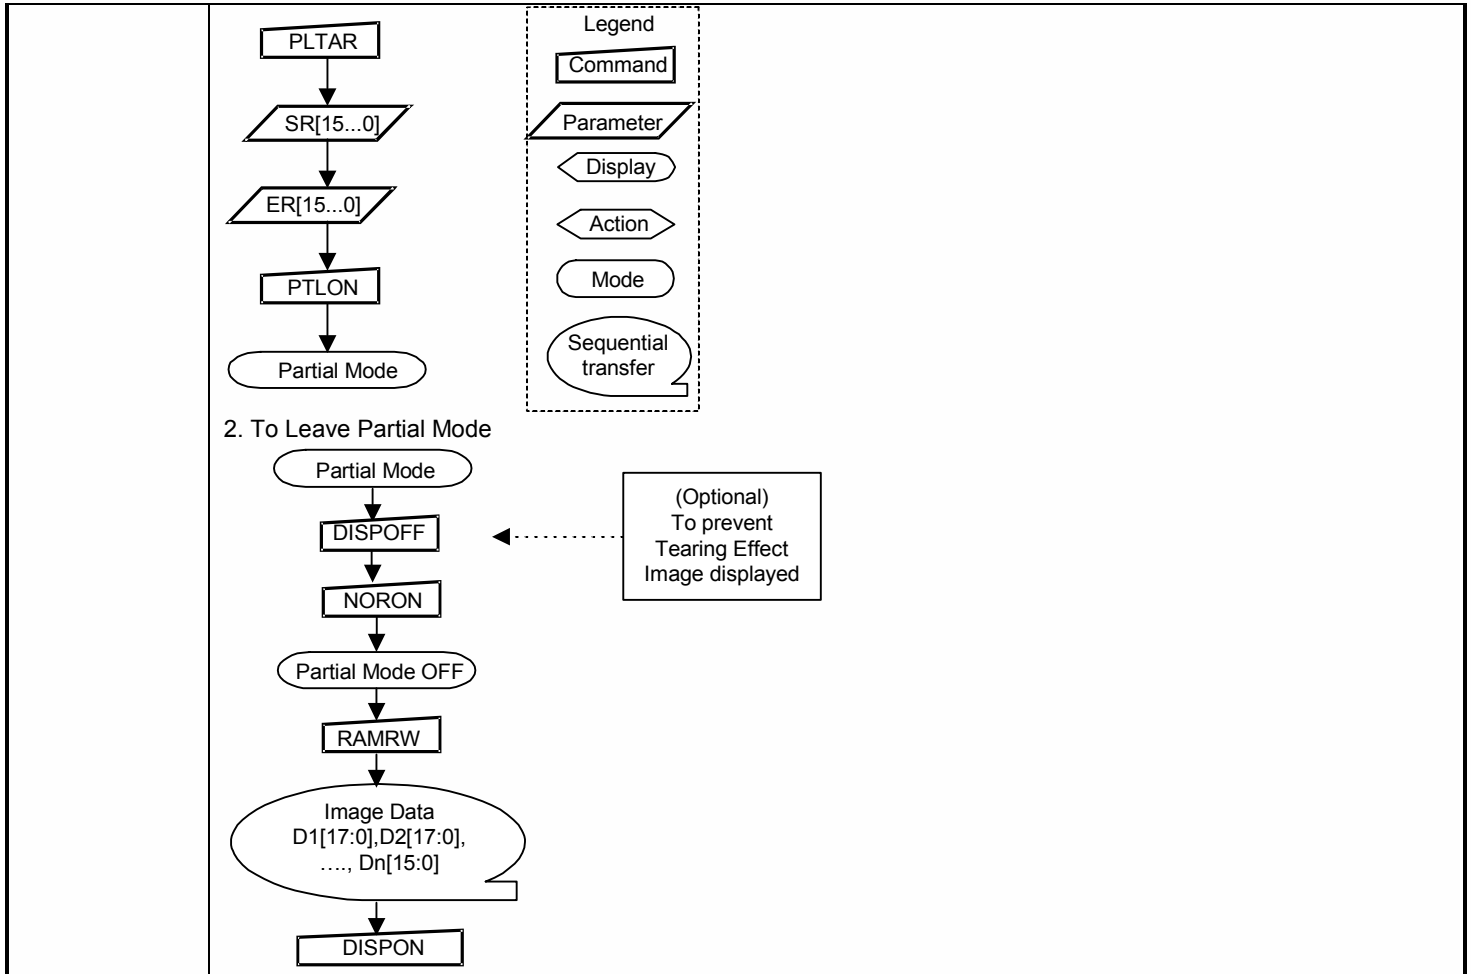 PLTAR
SR[15...0]
ER[15...0]
PTLON
Partial Mode
Legend
Command
Parameter
Display
Action
Mode
Sequential
transfer
2. To Leave Partial Mode
Partial Mode
DISPOFF
(Optional)
To prevent
Tearing Effect
Image displayed
NORON
Partial Mode OFF
RAMRW
Image Data
D1[17:0],D2[17:0],
…., Dn[15:0]
DISPON